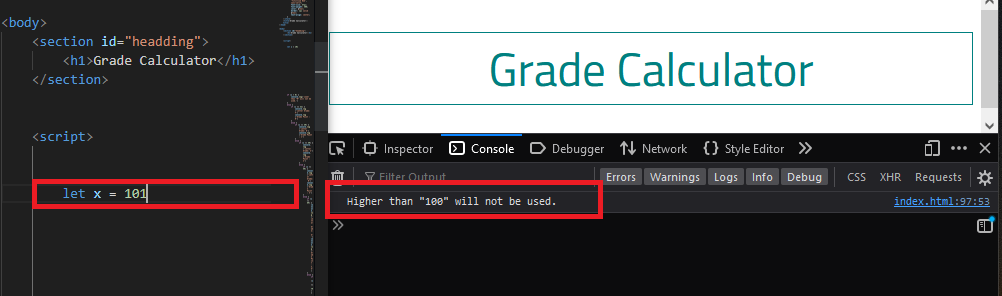 <body>
<section id="headding">
<h1>Grade Calculator</h1>
</section>
<script>
let x = 101
Grade Calculator
Inspector Console Debugger Network Style Editor
Filter Output Errors Warnings Logs Info Debug CSS XHR Requests
Higher than "100" will not be used. index.html:97:53